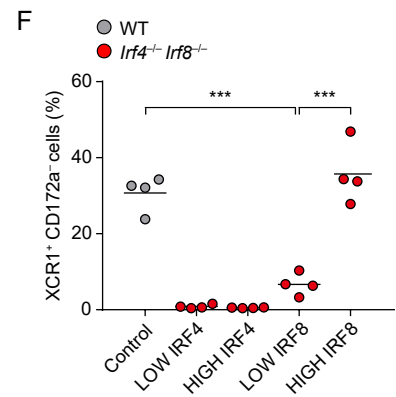 F
WT
Irf4⁻/⁻ Irf8⁻/⁻
XCR1⁺ CD172a⁻ cells (%)
60
40
20
0
***
***
Control
LOW IRF4
HIGH IRF4
LOW IRF8
HIGH IRF8